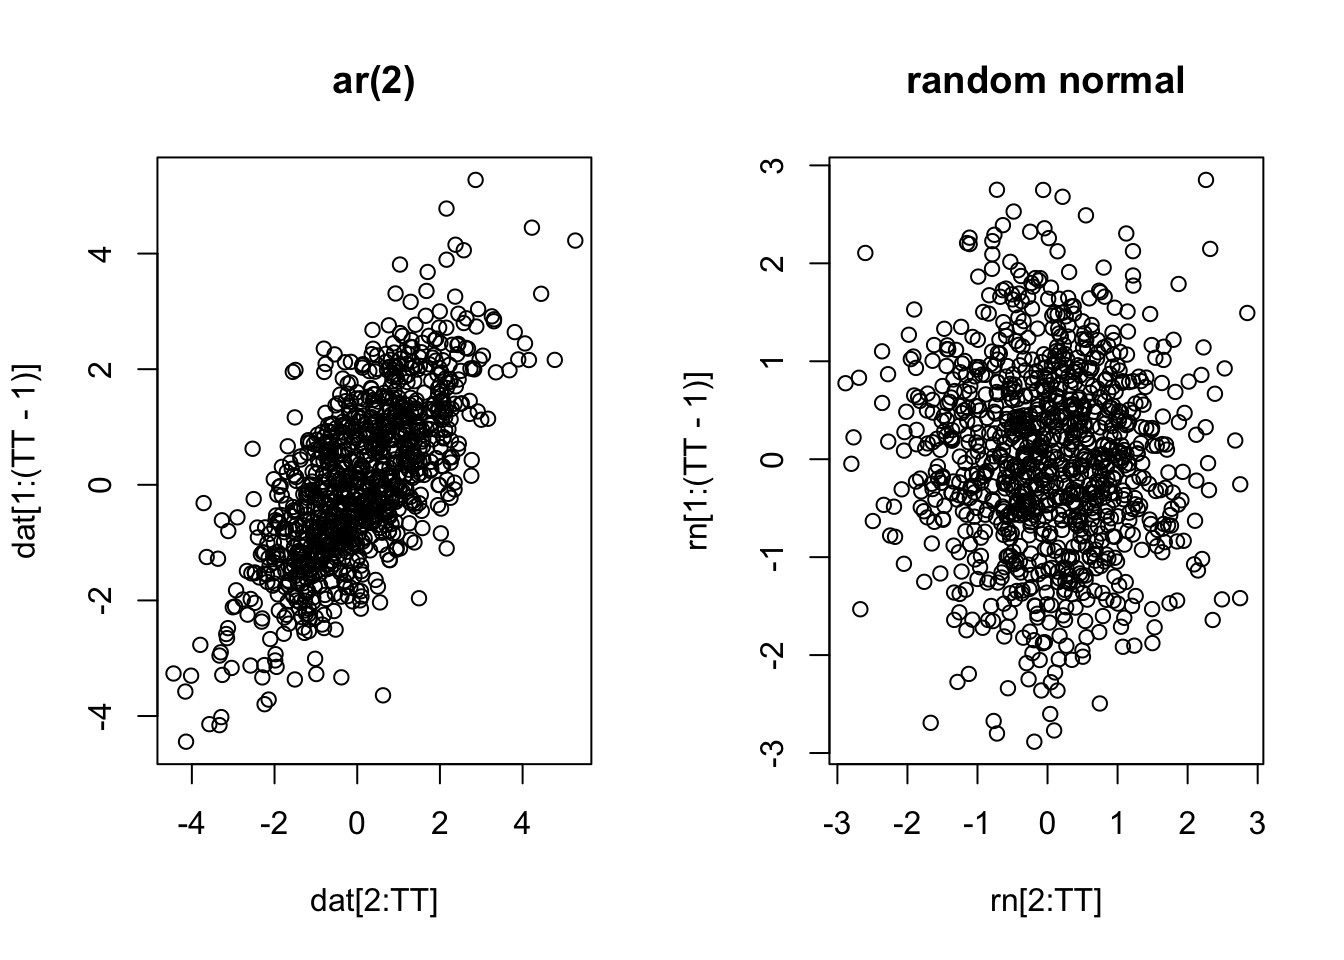 ar(2)
dat[1:(TT - 1)]
4
2
0
-2
-4
-4 -2 0 2 4
dat[2:TT]
random normal
rn[1:(TT - 1)]
3
2
1
0
-1
-2
-3
-3 -2 -1 0 1 2 3
rn[2:TT]